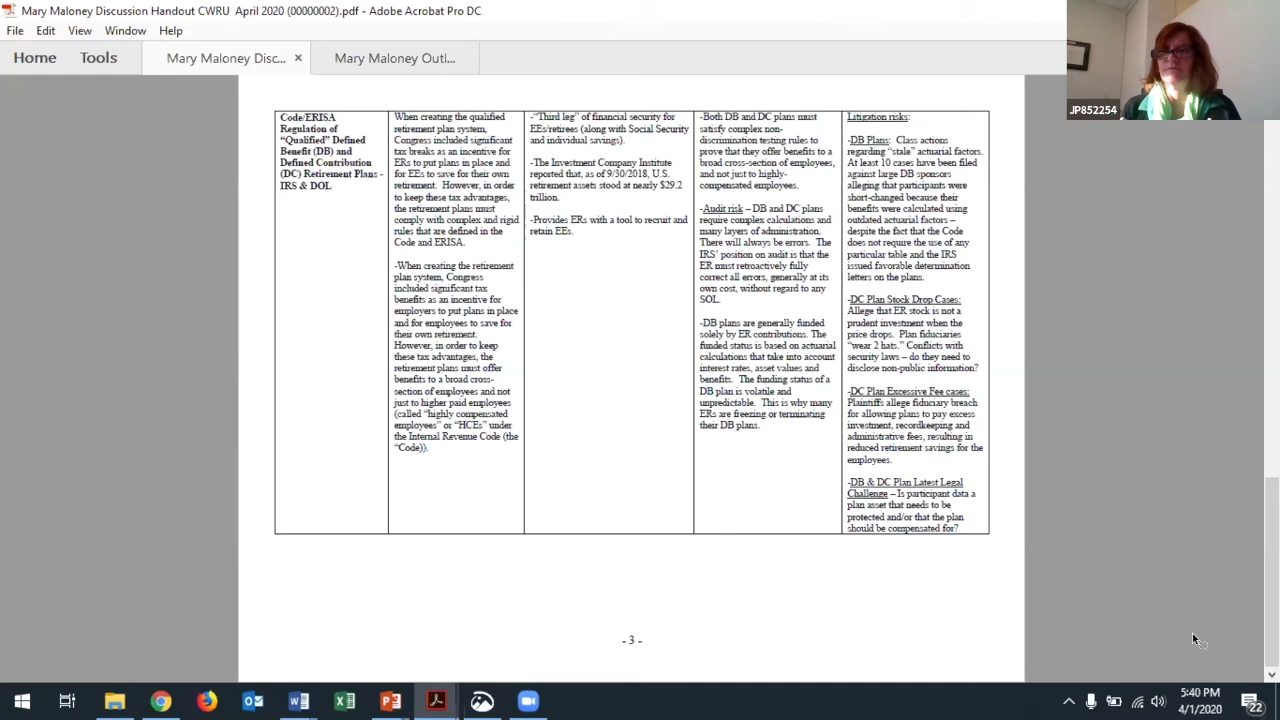 Mary Maloney Discussion Handout CWRU  April 2020 (00000002).pdf - Adobe Acrobat Pro DC
File Edit View Window Help
Home Tools Mary Maloney Disc... × Mary Maloney Outl...
JP852254
Code/ERISA
Regulation of
“Qualified” Defined
Benefit (DB) and
Defined Contribution
(DC) Retirement Plans -
IRS & DOL
When creating the qualified
retirement plan system,
Congress included significant
tax breaks as an incentive for
ERs to put plans in place and
for EEs to save for their own
retirement.  However, in order
to keep these tax advantages,
the retirement plans must
comply with complex and rigid
rules that are defined in the
Code and ERISA.
-When creating the retirement
plan system, Congress
included significant tax
benefits as an incentive for
employers to put plans in place
and for employees to save for
their own retirement.
However, in order to keep
these tax advantages, the
retirement plans must offer
benefits to a broad cross-
section of employees and not
just to higher paid employees
(called “highly compensated
employees” or “HCEs” under
the Internal Revenue Code (the
“Code)).
-“Third leg” of financial security for
EEs/retirees (along with Social Security
and individual savings).
-The Investment Company Institute
reported that, as of 9/30/2018, U.S.
retirement assets stood at nearly $29.2
trillion.
-Provides ERs with a tool to recruit and
retain EEs.
-Both DB and DC plans must
satisfy complex non-
discrimination testing rules to
prove that they offer benefits to a
broad cross-section of employees,
and not just to highly-
compensated employees.
-Audit risk – DB and DC plans
require complex calculations and
many layers of administration.
There will always be errors.  The
IRS’ position on audit is that the
ER must retroactively fully
correct all errors, generally at its
own cost, without regard to any
SOL.
-DB plans are generally funded
solely by ER contributions. The
funded status is based on actuarial
calculations that take into account
interest rates, asset values and
benefits.  The funding status of a
DB plan is volatile and
unpredictable.  This is why many
ERs are freezing or terminating
their DB plans.
Litigation risks:
-DB Plans:  Class actions
regarding “stale” actuarial factors.
At least 10 cases have been filed
against large DB sponsors
alleging that participants were
short-changed because their
benefits were calculated using
outdated actuarial factors –
despite the fact that the Code
does not require the use of any
particular table and the IRS
issued favorable determination
letters on the plans.
-DC Plan Stock Drop Cases:
Allege that ER stock is not a
prudent investment when the
price drops.  Plan fiduciaries
“wear 2 hats.” Conflicts with
security laws – do they need to
disclose non-public information?
-DC Plan Excessive Fee cases:
Plaintiffs allege fiduciary breach
for allowing plans to pay excess
investment, recordkeeping and
administrative fees, resulting in
reduced retirement savings for the
employees.
-DB & DC Plan Latest Legal
Challenge – Is participant data a
plan asset that needs to be
protected and/or that the plan
should be compensated for?
- 3 -
5:40 PM
4/1/2020
22